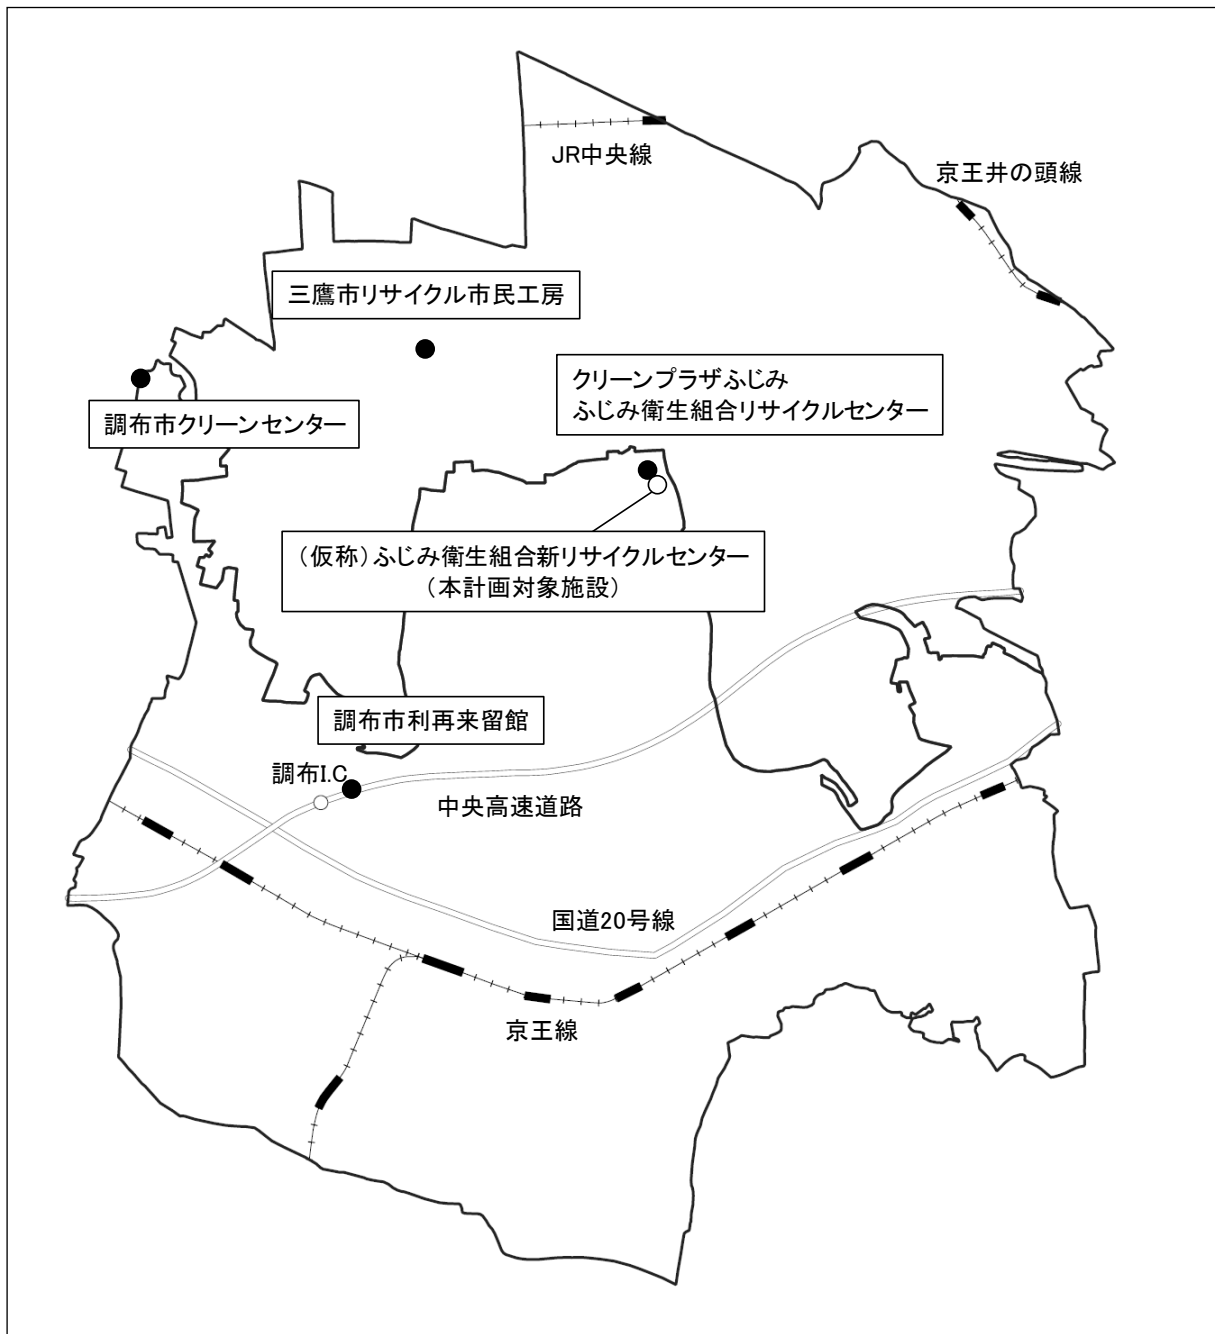 JR中央線
京王井の頭線
三鷹市リサイクル市民工房
クリーンプラザふじみ
ふじみ衛生組合リサイクルセンター
調布市クリーンセンター
(仮称)ふじみ衛生組合新リサイクルセンター
(本計画対象施設)
調布市利再来留館
調布I.C
中央高速道路
国道20号線
京王線